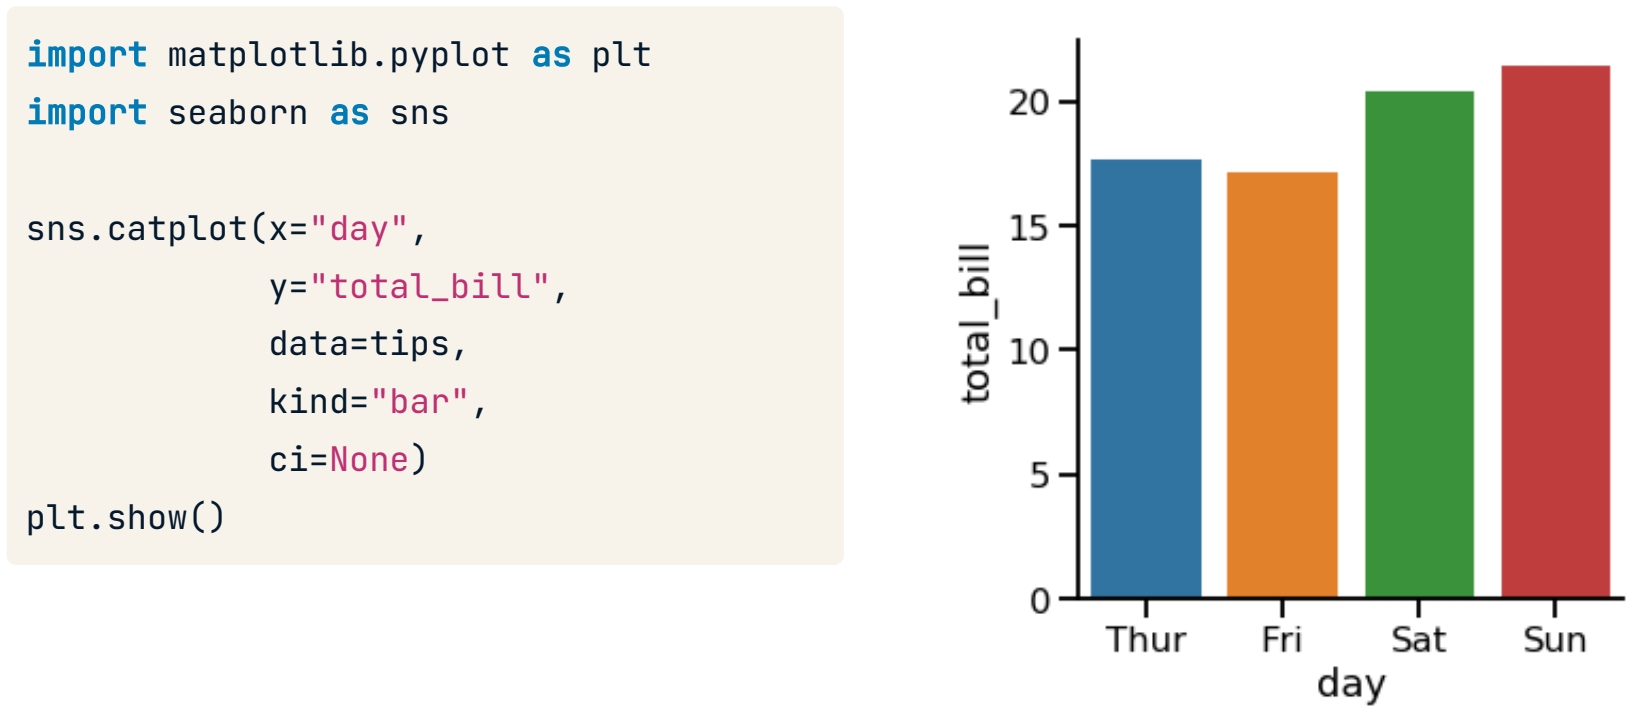 import matplotlib.pyplot as plt
import seaborn as sns

sns.catplot(x="day",
            y="total_bill",
            data=tips,
            kind="bar",
            ci=None)
plt.show()
total_bill
20
15
10
5
0
Thur Fri Sat Sun
day